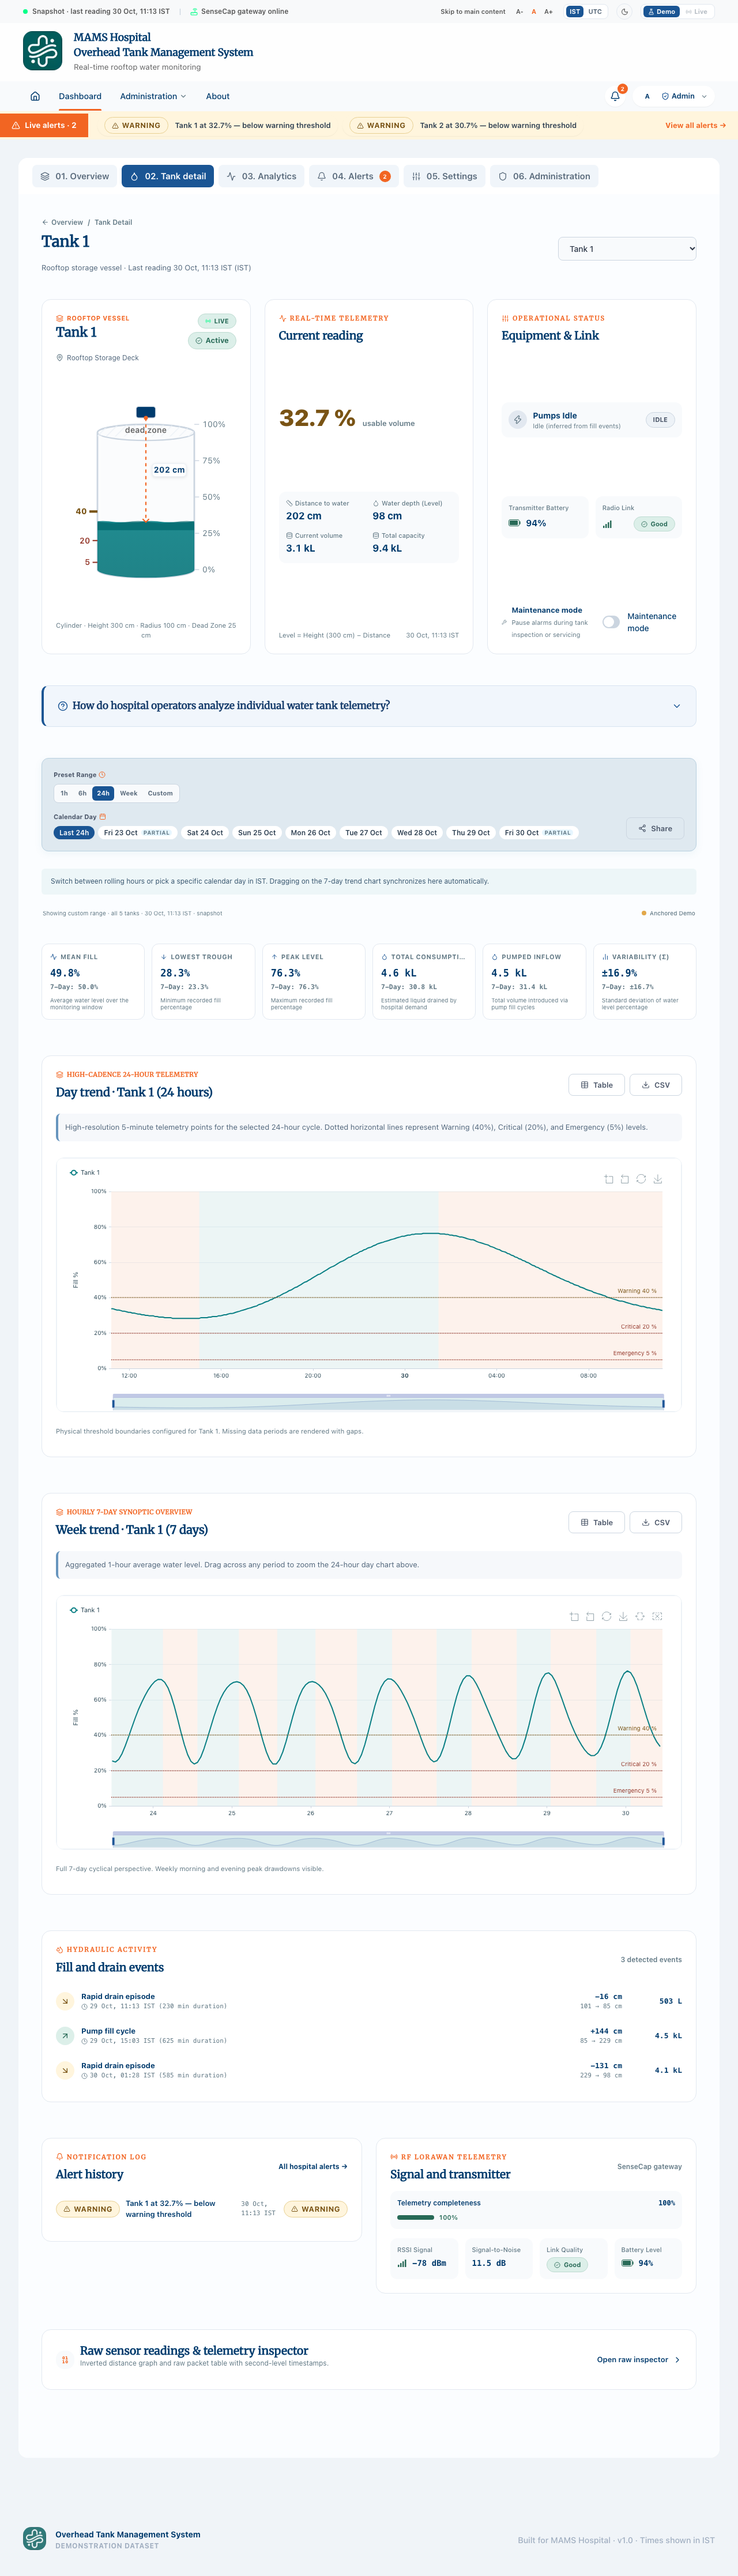 Snapshot · last reading 30 Oct, 11:13 IST | SenseCap gateway online
Skip to main content A- A A+ IST UTC Demo Live
MAMS Hospital
Overhead Tank Management System
Real-time rooftop water monitoring
Dashboard Administration About 2 A Admin
Live alerts · 2 WARNING Tank 1 at 32.7% — below warning threshold WARNING Tank 2 at 30.7% — below warning threshold View all alerts →
01. Overview 02. Tank detail 03. Analytics 04. Alerts 2 05. Settings 06. Administration
← Overview / Tank Detail
Tank 1
Rooftop storage vessel · Last reading 30 Oct, 11:13 IST (IST)
Tank 1
ROOFTOP VESSEL
Tank 1
LIVE
Active
Rooftop Storage Deck
dead zone
202 cm
100%
75%
50%
25%
0%
40
20
5
Cylinder · Height 300 cm · Radius 100 cm · Dead Zone 25
cm
REAL-TIME TELEMETRY
Current reading
32.7 % usable volume
Distance to water
202 cm
Water depth (Level)
98 cm
Current volume
3.1 kL
Total capacity
9.4 kL
Level = Height (300 cm) − Distance 30 Oct, 11:13 IST
OPERATIONAL STATUS
Equipment & Link
Pumps Idle
Idle (inferred from fill events)
IDLE
Transmitter Battery
94%
Radio Link
Good
Maintenance mode
Pause alarms during tank
inspection or servicing
Maintenance
mode
How do hospital operators analyze individual water tank telemetry?
Preset Range
1h 6h 24h Week Custom
Calendar Day
Last 24h Fri 23 Oct PARTIAL Sat 24 Oct Sun 25 Oct Mon 26 Oct Tue 27 Oct Wed 28 Oct Thu 29 Oct Fri 30 Oct PARTIAL
Share
Switch between rolling hours or pick a specific calendar day in IST. Dragging on the 7-day trend chart synchronizes here automatically.
Showing custom range · all 5 tanks · 30 Oct, 11:13 IST · snapshot Anchored Demo
MEAN FILL
49.8%
7-Day: 50.0%
Average water level over the
monitoring window
LOWEST TROUGH
28.3%
7-Day: 23.3%
Minimum recorded fill
percentage
PEAK LEVEL
76.3%
7-Day: 76.3%
Maximum recorded fill
percentage
TOTAL CONSUMPTI...
4.6 kL
7-Day: 30.8 kL
Estimated liquid drained by
hospital demand
PUMPED INFLOW
4.5 kL
7-Day: 31.4 kL
Total volume introduced via
pump fill cycles
VARIABILITY (Σ)
±16.9%
7-Day: ±16.7%
Standard deviation of water
level percentage
HIGH-CADENCE 24-HOUR TELEMETRY
Day trend · Tank 1 (24 hours)
Table CSV
High-resolution 5-minute telemetry points for the selected 24-hour cycle. Dotted horizontal lines represent Warning (40%), Critical (20%), and Emergency (5%) levels.
Tank 1
100%
80%
60%
40%
20%
0%
Fill %
Warning 40 %
Critical 20 %
Emergency 5 %
12:00 16:00 20:00 30 04:00 08:00
Physical threshold boundaries configured for Tank 1. Missing data periods are rendered with gaps.
HOURLY 7-DAY SYNOPTIC OVERVIEW
Week trend · Tank 1 (7 days)
Table CSV
Aggregated 1-hour average water level. Drag across any period to zoom the 24-hour day chart above.
Tank 1
100%
80%
60%
40%
20%
0%
Fill %
Warning 40 %
Critical 20 %
Emergency 5 %
24 25 26 27 28 29 30
Full 7-day cyclical perspective. Weekly morning and evening peak drawdowns visible.
HYDRAULIC ACTIVITY
Fill and drain events
3 detected events
Rapid drain episode
29 Oct, 11:13 IST (230 min duration)
−16 cm
101 → 85 cm
503 L
Pump fill cycle
29 Oct, 15:03 IST (625 min duration)
+144 cm
85 → 229 cm
4.5 kL
Rapid drain episode
30 Oct, 01:28 IST (585 min duration)
−131 cm
229 → 98 cm
4.1 kL
NOTIFICATION LOG
Alert history
All hospital alerts →
WARNING
Tank 1 at 32.7% — below
warning threshold
30 Oct,
11:13 IST
WARNING
RF LORAWAN TELEMETRY
Signal and transmitter
SenseCap gateway
Telemetry completeness 100%
100%
RSSI Signal
−78 dBm
Signal-to-Noise
11.5 dB
Link Quality
Good
Battery Level
94%
Raw sensor readings & telemetry inspector
Inverted distance graph and raw packet table with second-level timestamps.
Open raw inspector
Overhead Tank Management System
DEMONSTRATION DATASET
Built for MAMS Hospital · v1.0 · Times shown in IST